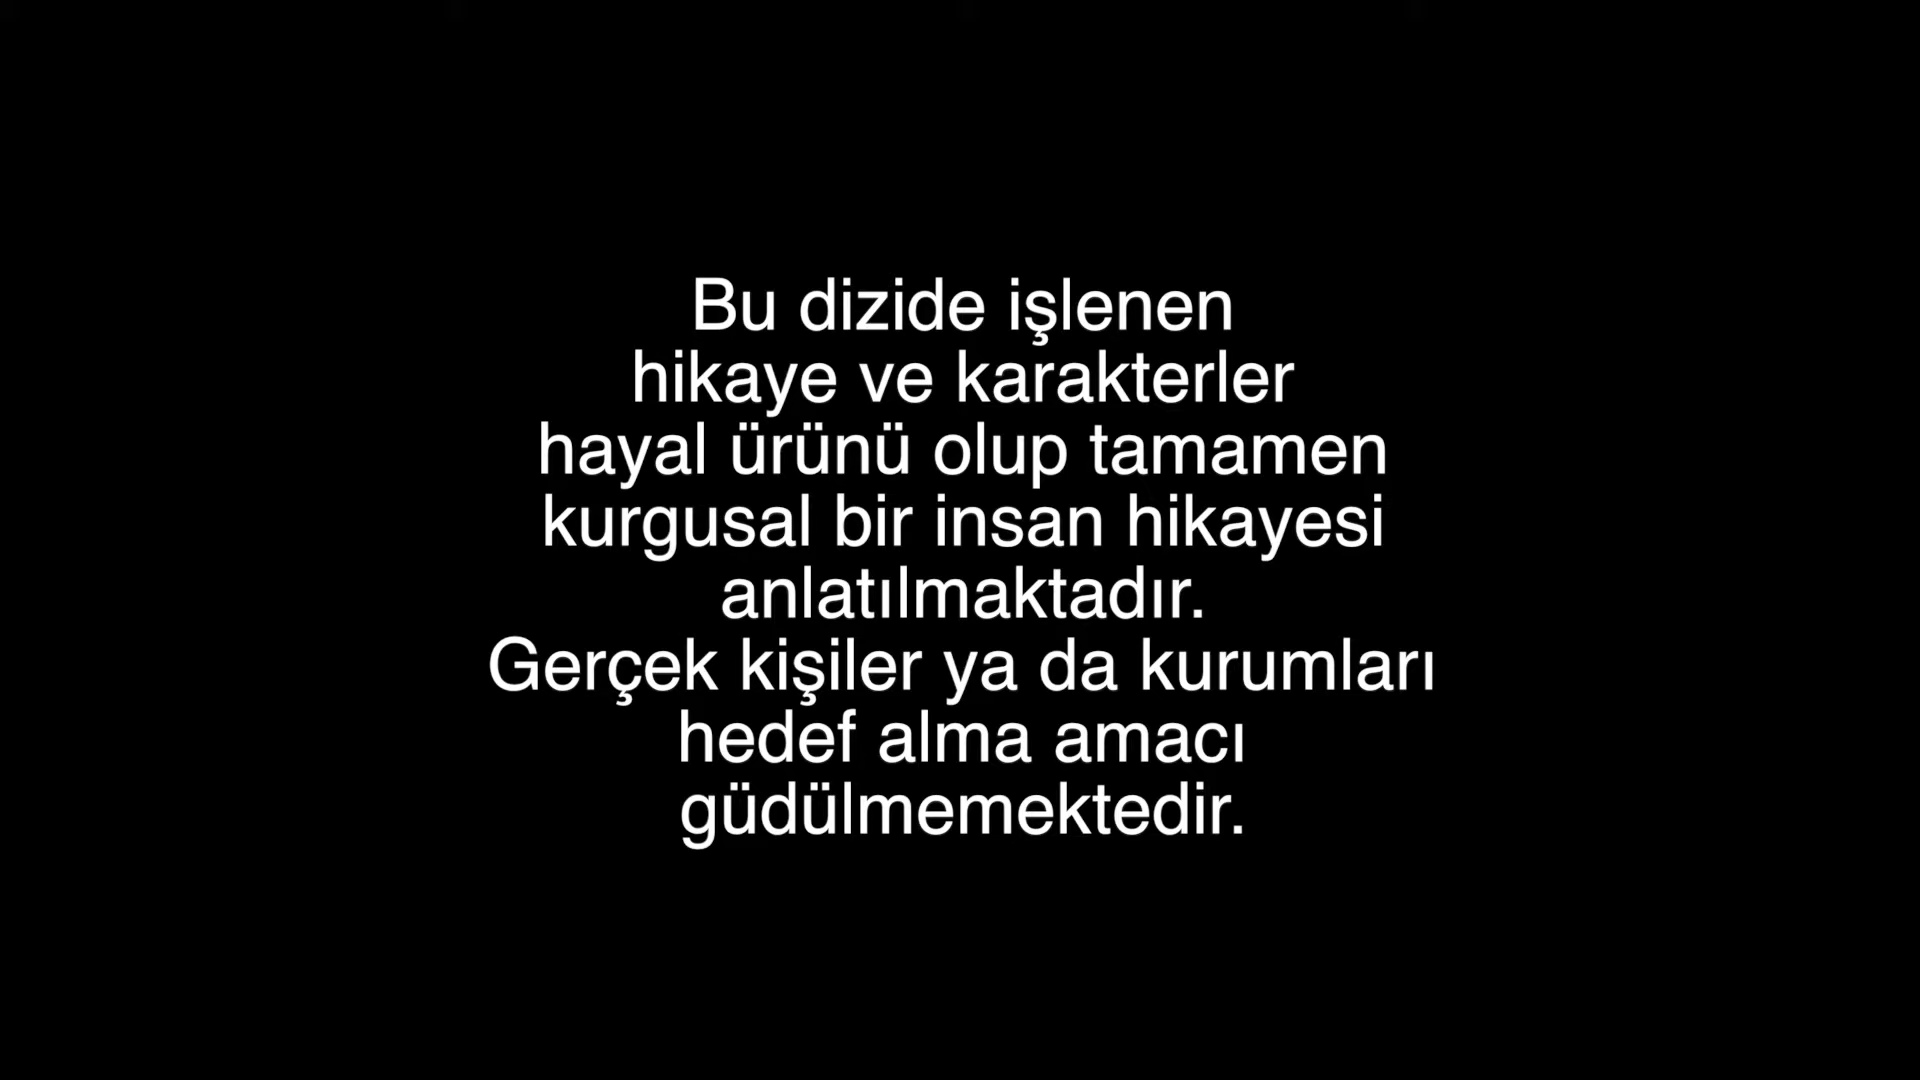 Bu dizide işlenen
hikaye ve karakterler
hayal ürünü olup tamamen
kurgusal bir insan hikayesi
anlatılmaktadır.
Gerçek kişiler ya da kurumları
hedef alma amacı
güdülmemektedir.